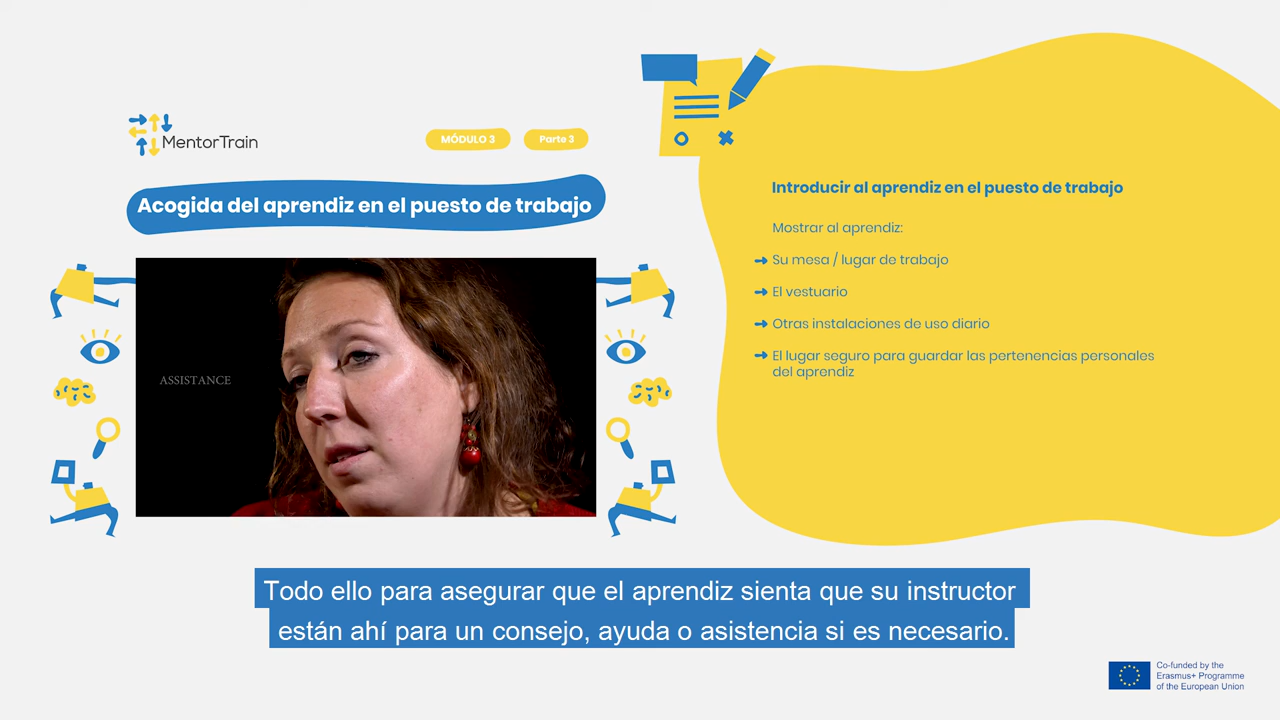 MentorTrain
MÓDULO 3
Parte 3
Acogida del aprendiz en el puesto de trabajo
ASSISTANCE
Introducir al aprendiz en el puesto de trabajo
Mostrar al aprendiz:
Su mesa / lugar de trabajo
El vestuario
Otras instalaciones de uso diario
El lugar seguro para guardar las pertenencias personales
del aprendiz
Todo ello para asegurar que el aprendiz sienta que su instructor
están ahí para un consejo, ayuda o asistencia si es necesario.
Co-funded by the
Erasmus+ Programme
of the European Union